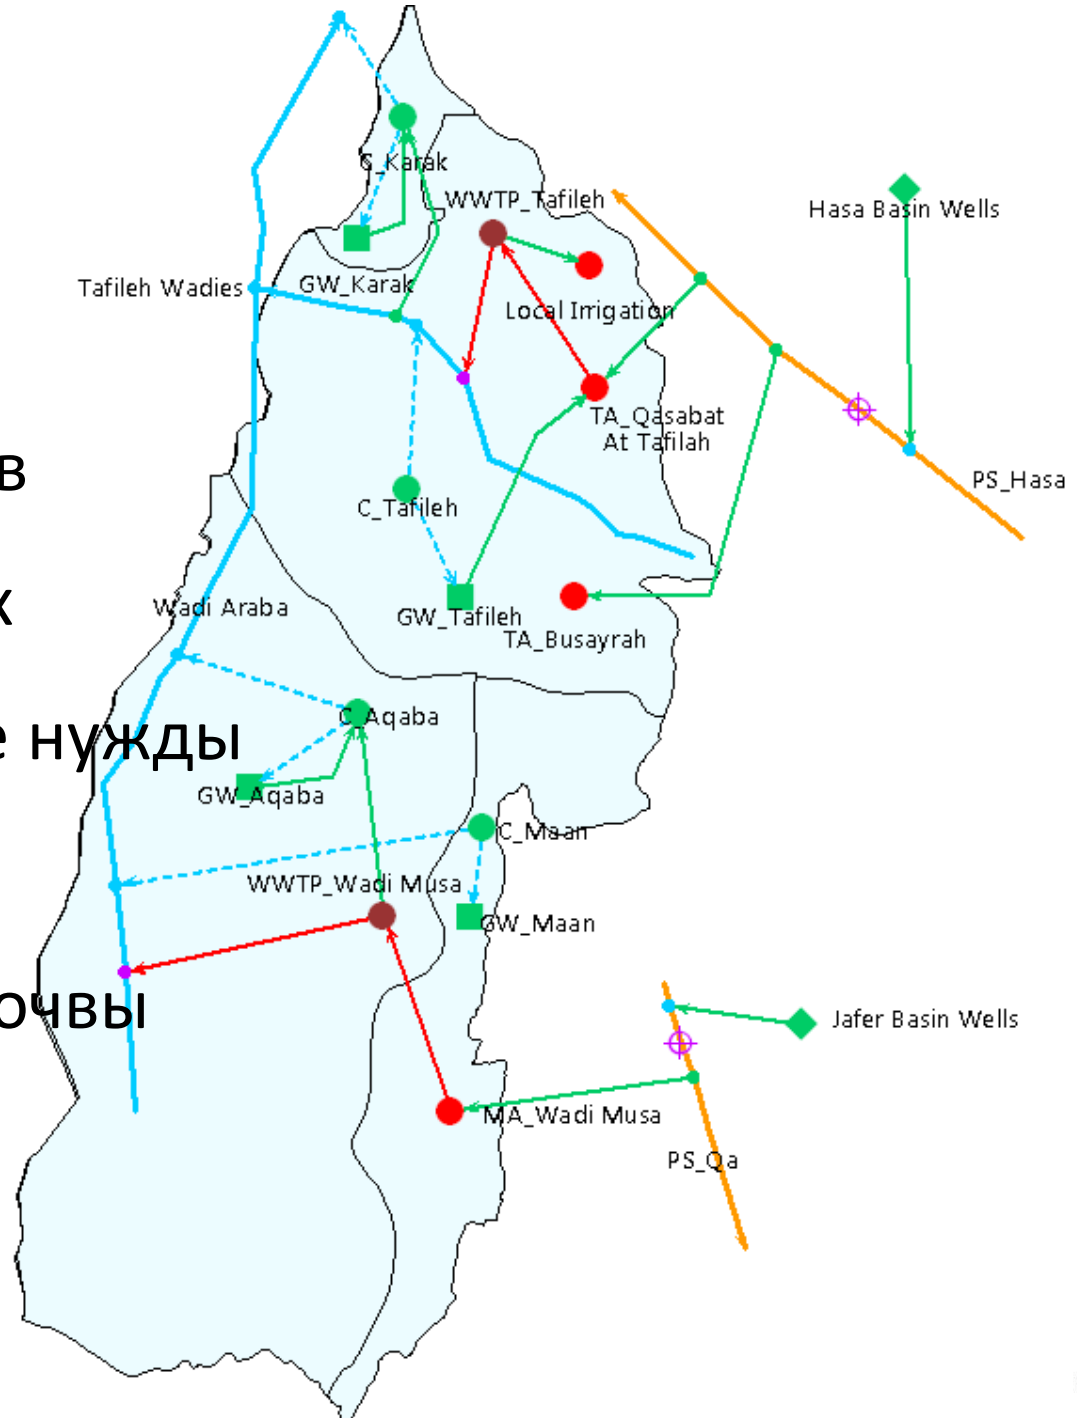 C_Karak
WWTP_Tafileh
Hasa Basin Wells
GW_Karak
Tafileh Wadies
Local Irrigation
TA_Qasabat
At Tafilah
в
PS_Hasa
C_Tafileh
х
Wadi Araba
GW_Tafileh
TA_Busayrah
C_Aqaba
е нужды
GW_Aqaba
C_Maan
WWTP_Wadi Musa
GW_Maan
очвы
Jafer Basin Wells
MA_Wadi Musa
PS_Qa